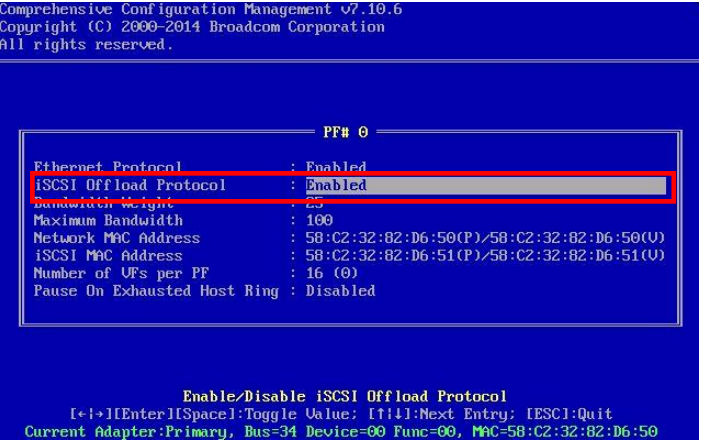 Comprehensive Configuration Management v7.10.6
Copyright (C) 2000-2014 Broadcom Corporation
All rights reserved.
PF# 0
Ethernet Protocol : Enabled
iSCSI Offload Protocol : Enabled
Bandwidth Weight : 25
Maximum Bandwidth : 100
Network MAC Address : 58:C2:32:82:D6:50(P)/58:C2:32:82:D6:50(V)
iSCSI MAC Address : 58:C2:32:82:D6:51(P)/58:C2:32:82:D6:51(V)
Number of VFs per PF : 16 (0)
Pause On Exhausted Host Ring : Disabled
Enable/Disable iSCSI Offload Protocol
[←|→][Enter][Space]:Toggle Value; [↑|↓]:Next Entry; [ESC]:Quit
Current Adapter:Primary, Bus=34 Device=00 Func=00, MAC=58:C2:32:82:D6:50